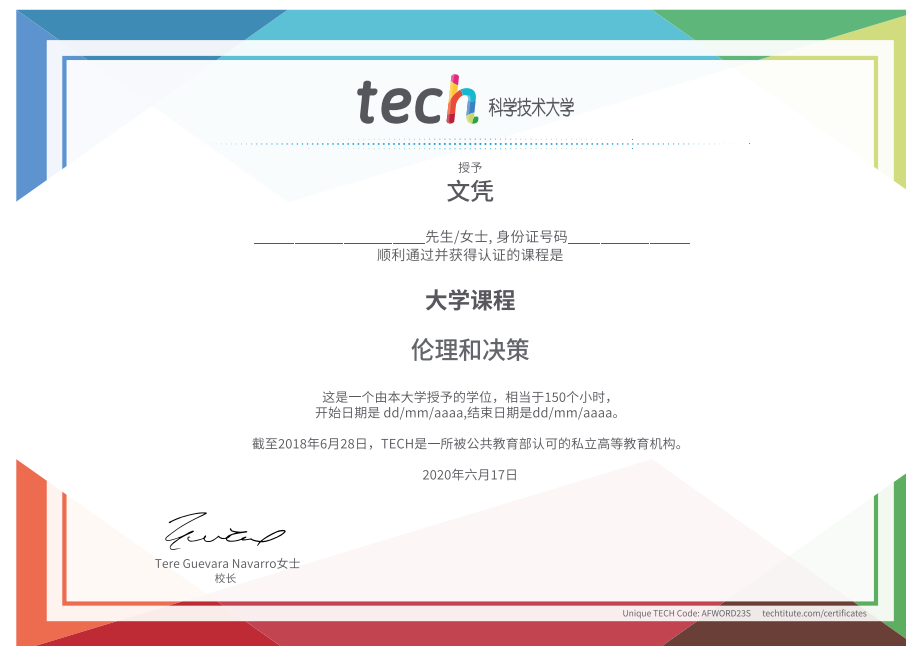 tech 科学技术大学
授予
文凭
先生/女士, 身份证号码
顺利通过并获得认证的课程是
大学课程
伦理和决策
这是一个由本大学授予的学位，相当于150个小时，
开始日期是 dd/mm/aaaa,结束日期是dd/mm/aaaa。
截至2018年6月28日，TECH是一所被公共教育部认可的私立高等教育机构。
2020年六月17日
Tere Guevara Navarro女士
校长
Unique TECH Code: AFWORD23S techtitute.com/certificates